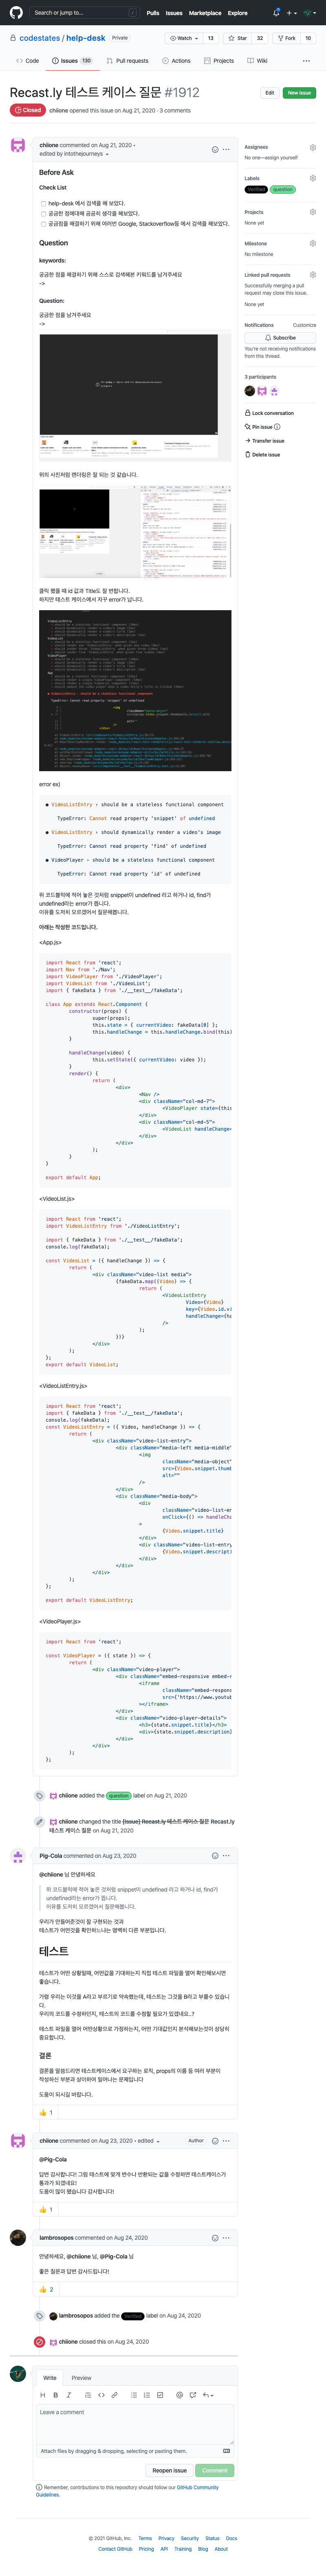 Search or jump to...
/
Pulls Issues Marketplace Explore
codestates / help-desk Private
Watch 13 Star 32 Fork 10
Code Issues 130 Pull requests Actions Projects Wiki
Recast.ly 테스트 케이스 질문 #1912
Edit New issue
Closed chiione opened this issue on Aug 21, 2020 · 3 comments
chiione commented on Aug 21, 2020 •
edited by intothejourneys
Before Ask
Check List
help-desk 에서 검색을 해 보았다.
궁금한 점에대해 곰곰히 생각을 해보았다.
궁금점을 해결하기 위해 여러번 Google, Stackoverflow등 에서 검색을 해보았다.
Question
keywords:
궁금한 점을 해결하기 위해 스스로 검색해본 키워드를 남겨주세요
->
Question:
궁금한 점을 남겨주세요
->
위의 사진처럼 렌더링은 잘 되는 것 같습니다.
클릭 했을 때 id 값과 Title도 잘 변합니다.
하지만 테스트 케이스에서 자꾸 error가 납니다.
error ex)
● VideoListEntry › should be a stateless functional component
TypeError: Cannot read property 'snippet' of undefined
● VideoListEntry › should dynamically render a video's image
TypeError: Cannot read property 'find' of undefined
● VideoPlayer › should be a stateless functional component
TypeError: Cannot read property 'id' of undefined
위 코드블럭에 적어 놓은 것처럼 snippet이 undefined 라고 하거나 id, find가
undefined라는 error가 뜹니다.
이유를 도저히 모르겠어서 질문해봅니다.
아래는 작성한 코드입니다.
<App.js>
import React from 'react';
import Nav from './Nav';
import VideoPlayer from './VideoPlayer';
import VideoList from './VideoList';
import { fakeData } from './__test__/fakeData';
class App extends React.Component {
constructor(props) {
super(props);
this.state = { currentVideo: fakeData[0] };
this.handleChange = this.handleChange.bind(this
}
handleChange(video) {
this.setState({ currentVideo: video });
}
render() {
return (
<div>
<Nav />
<div className="col-md-7">
<VideoPlayer state={this
</div>
<div className="col-md-5">
<VideoList handleChange=
</div>
</div>
);
}
}
export default App;
<VideoList.js>
import React from 'react';
import VideoListEntry from './VideoListEntry';
import { fakeData } from './__test__/fakeData';
console.log(fakeData);
const VideoList = ({ handleChange }) => {
return (
<div className="video-list media">
{fakeData.map((Video) => {
return (
<VideoListEntry
Video={Video}
key={Video.id.vi
handleChange={ha
/>
);
})}
</div>
);
};
export default VideoList;
<VideoListEntry.js>
import React from 'react';
import { fakeData } from './__test__/fakeData';
console.log(fakeData);
const VideoListEntry = ({ Video, handleChange }) => {
return (
<div className="video-list-entry">
<div className="media-left media-middle"
<img
className="media-object"
src={Video.snippet.thumb
alt=""
/>
</div>
<div className="media-body">
<div
className="video-list-en
onClick={() => handleCha
>
{Video.snippet.title}
</div>
<div className="video-list-entry
{Video.snippet.descripti
</div>
</div>
</div>
);
};
export default VideoListEntry;
<VideoPlayer.js>
import React from 'react';
const VideoPlayer = ({ state }) => {
return (
<div className="video-player">
<div className="embed-responsive embed-r
<iframe
className="embed-respons
src={'https://www.youtub
></iframe>
</div>
<div className="video-player-details">
<h3>{state.snippet.title}</h3>
<div>{state.snippet.description}
</div>
</div>
);
};
chiione added the question label on Aug 21, 2020
chiione changed the title [Issue] Recast.ly 테스트 케이스 질문 Recast.ly
테스트 케이스 질문 on Aug 21, 2020
Pig-Cola commented on Aug 23, 2020
@chiione 님 안녕하세요
위 코드블럭에 적어 놓은 것처럼 snippet이 undefined 라고 하거나 id, find가
undefined라는 error가 뜹니다.
이유를 도저히 모르겠어서 질문해봅니다.
우리가 만들어준것이 잘 구현되는 것과
테스트가 어떤것을 확인하느냐는 명백히 다른 부분입니다.
테스트
테스트가 어떤 상황일때, 어떤값을 기대하는지 직접 테스트 파일을 열어 확인해보시면
좋습니다.
가령 우리는 이것을 A라고 부르기로 약속했는데, 테스트는 그것을 B라고 부를수 있습니
다.
우리의 코드를 수정하던지, 테스트의 코드를 수정할 필요가 있겠네요..?
테스트 파일을 열어 어떤상황으로 가정하는지, 어떤 기대값인지 분석해보는것이 상당히
중요합니다.
결론
결론을 말씀드리면 테스트케이스에서 요구하는 로직, props의 이름 등 여러 부분이
작성하신 부분과 상이하여 일어나는 문제입니다
도움이 되시길 바랍니다.
👍 1
chiione commented on Aug 23, 2020 • edited
Author
@Pig-Cola
답변 감사합니다! 그럼 테스트에 맞게 변수나 반환되는 값을 수정하면 테스트케이스가
통과가 되겠네요!
도움이 많이 됐습니다 감사합니다!
👍 1
lambrosopos commented on Aug 24, 2020
안녕하세요, @chiione 님, @Pig-Cola 님
좋은 질문과 답변 감사드립니다!
👍 2
lambrosopos added the Verified label on Aug 24, 2020
chiione closed this on Aug 24, 2020
Write Preview
Leave a comment
Attach files by dragging & dropping, selecting or pasting them.
Reopen issue Comment
Remember, contributions to this repository should follow our GitHub Community
Guidelines.
Assignees
No one—assign yourself
Labels
Verified question
Projects
None yet
Milestone
No milestone
Linked pull requests
Successfully merging a pull
request may close this issue.
None yet
Notifications Customize
Subscribe
You're not receiving notifications
from this thread.
3 participants
Lock conversation
Pin issue
Transfer issue
Delete issue
© 2021 GitHub, Inc. Terms Privacy Security Status Docs
Contact GitHub Pricing API Training Blog About